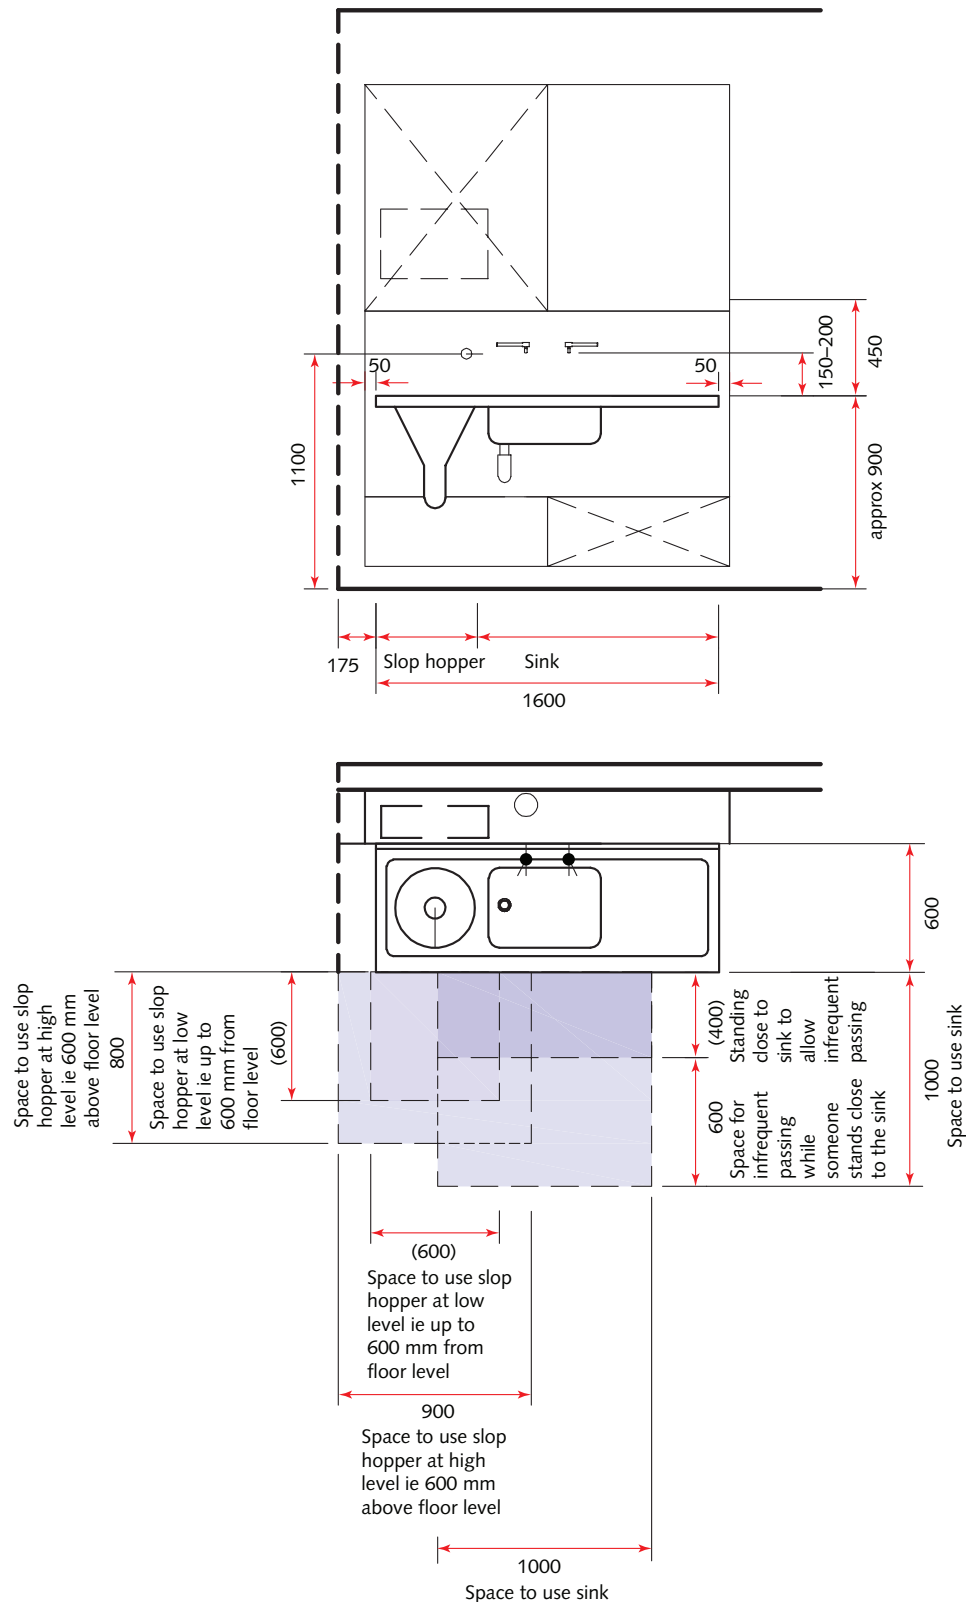 50
50
150–200
450
1100
approx 900
175
Slop hopper
Sink
1600
600
Space to use slop
hopper at high
level ie 600 mm
above floor level
800
Space to use slop
hopper at low
level ie up to
600 mm from
floor level
(600)
(400)
Standing
close to
sink to
allow
infrequent
passing
600
Space for
infrequent
passing
while
someone
stands close
to the sink
1000
Space to use sink
(600)
Space to use slop
hopper at low
level ie up to
600 mm from
floor level
900
Space to use slop
hopper at high
level ie 600 mm
above floor level
1000
Space to use sink